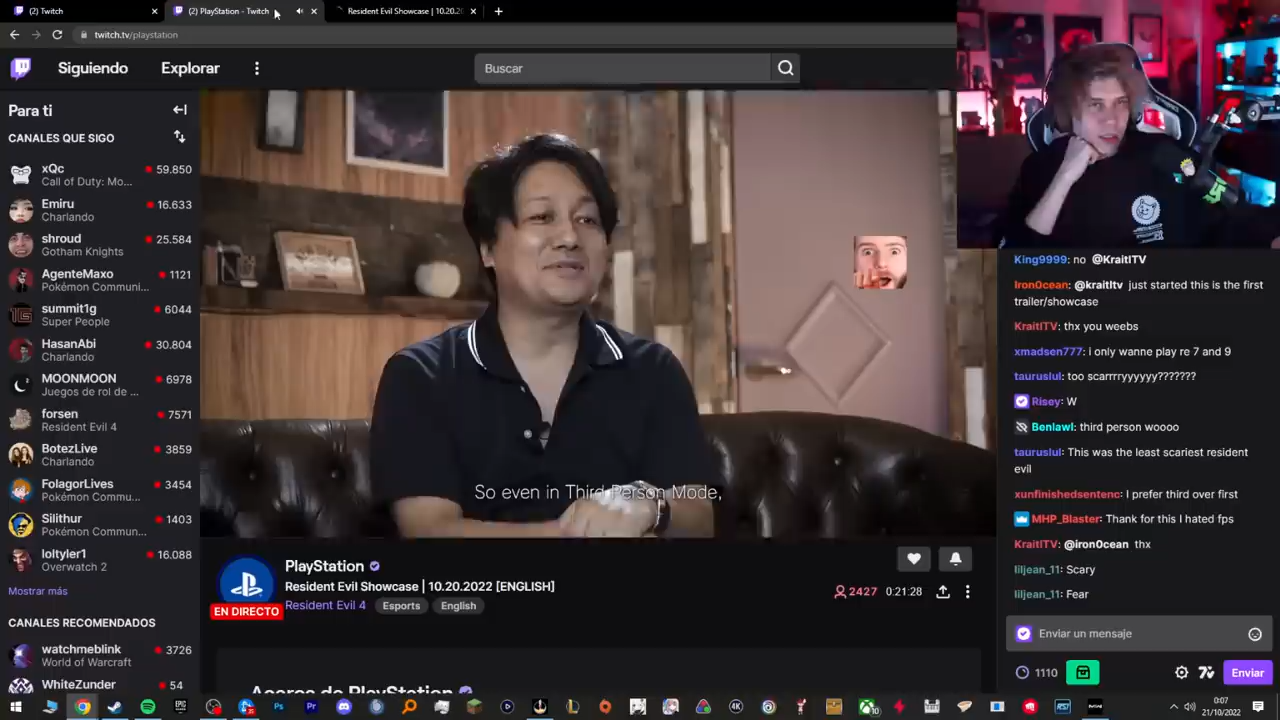 (2) Twitch
(2) PlayStation - Twitch
Resident Evil Showcase | 10.20.20
twitch.tv/playstation
Siguiendo
Explorar
Buscar
Para ti
CANALES QUE SIGO
xQc 59.850
Call of Duty: Mo...
Emiru 16.633
Charlando
shroud 25.584
Gotham Knights
AgenteMaxo 1121
Pokémon Communi...
summit1g 6044
Super People
HasanAbi 30.804
Charlando
MOONMOON 6978
Juegos de rol de ...
forsen 7571
Resident Evil 4
BotezLive 3859
Charlando
FolagorLives 3454
Pokémon Commu...
Silithur 1403
Pokémon Commun...
loltyler1 16.088
Overwatch 2
Mostrar más
CANALES RECOMENDADOS
watchmeblink 3726
World of Warcraft
WhiteZunder 54
So even in Third Person Mode,
PlayStation
Resident Evil Showcase | 10.20.2022 [ENGLISH]
Resident Evil 4 Esports English
EN DIRECTO
2427 0:21:28
Acerca de PlayStation
King9999: no @KraitlTV
Iron0cean: @kraitltv just started this is the first
trailer/showcase
KraitlTV: thx you weebs
xmadsen777: i only wanne play re 7 and 9
tauruslul: too scarrryyyyyy???????
Risey: W
Benlawl: third person woooo
tauruslul: This was the least scariest resident
evil
xunfinishedsentenc: I prefer third over first
MHP_Blaster: Thank for this I hated fps
KraitlTV: @iron0cean thx
liljean_11: Scary
liljean_11: Fear
Enviar un mensaje
1110
Enviar
0:07
21/10/2022